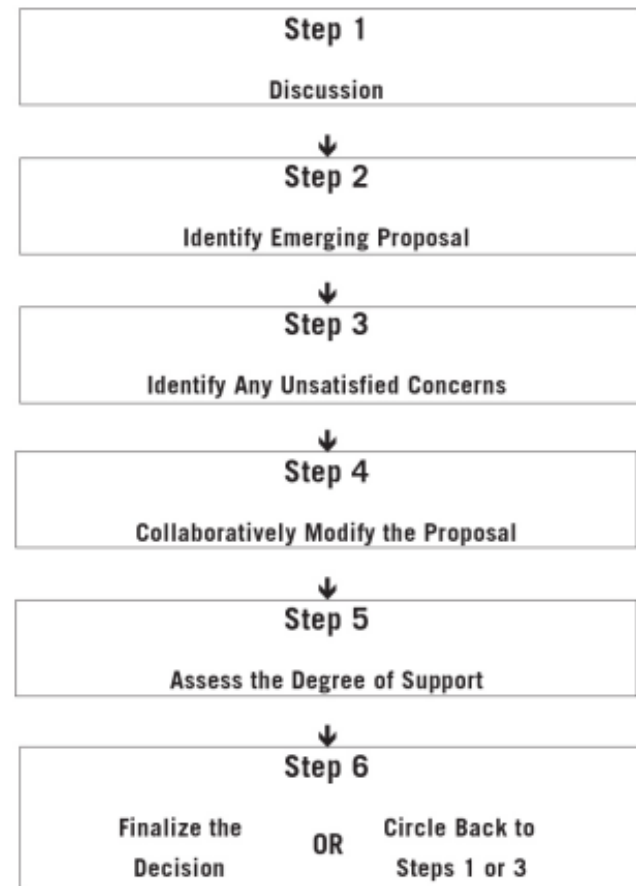 Step 1
Discussion
Step 2
Identify Emerging Proposal
Step 3
Identify Any Unsatisfied Concerns
Step 4
Collaboratively Modify the Proposal
Step 5
Assess the Degree of Support
Step 6
Finalize the
Decision
OR
Circle Back to
Steps 1 or 3